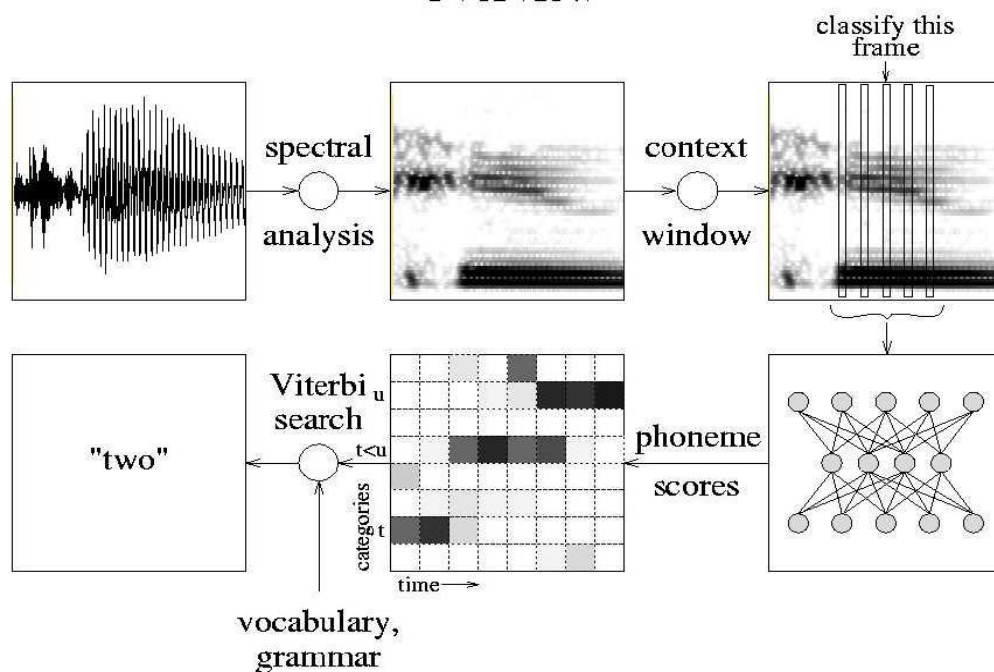 classify this
frame
spectral
analysis
context
window
"two"
Viterbi
search
u
t<u
t
categories
time
phoneme
scores
vocabulary,
grammar